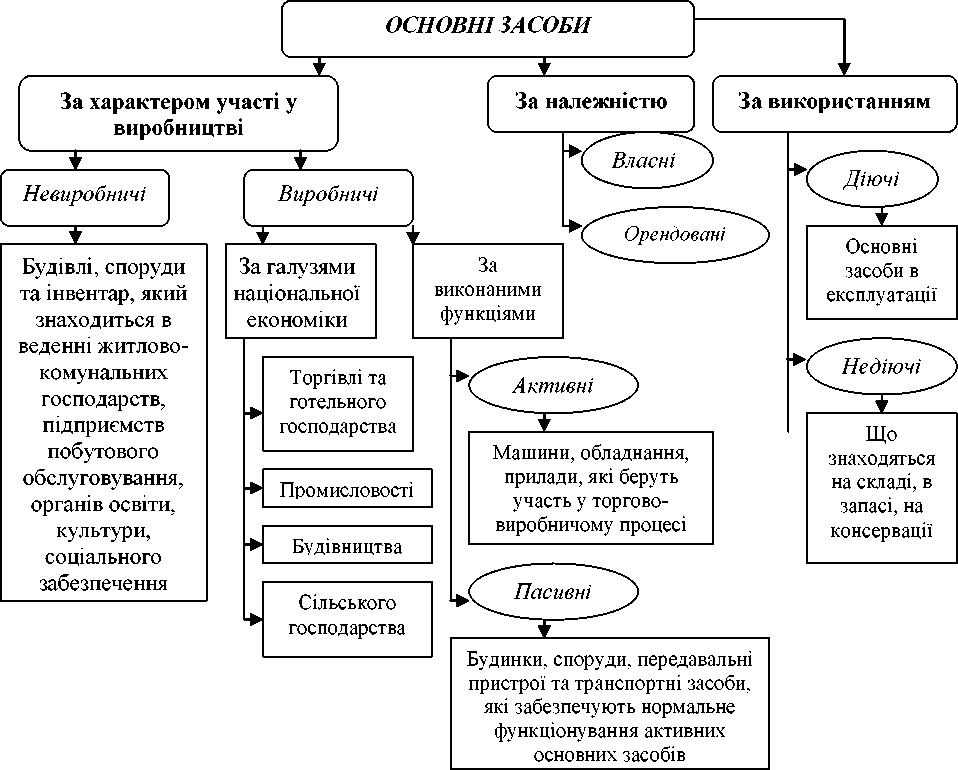 ОСНОВНІ ЗАСОБИ
За характером участі у
виробництві
Невиробничі
Будівлі, споруди
та інвентар, який
знаходиться в
веденні житлово-
комунальних
господарств,
підприємств
побутового
обслуговування,
органів освіти,
культури,
соціального
забезпечення
Виробничі
За галузями
національної
економіки
Торгівлі та
готельного
господарства
Промисловості
Будівництва
Сільського
господарства
За
виконаними
функціями
Активні
Машини, обладнання,
прилади, які беруть
участь у торгово-
виробничому процесі
Пасивні
Будинки, споруди, передавальні
пристрої та транспортні засоби,
які забезпечують нормальне
функціонування активних
основних засобів
За належністю
Власні
Орендовані
За використанням
Діючі
Основні
засоби в
експлуатації
Недіючі
Що
знаходяться
на складі, в
запасі, на
консервації